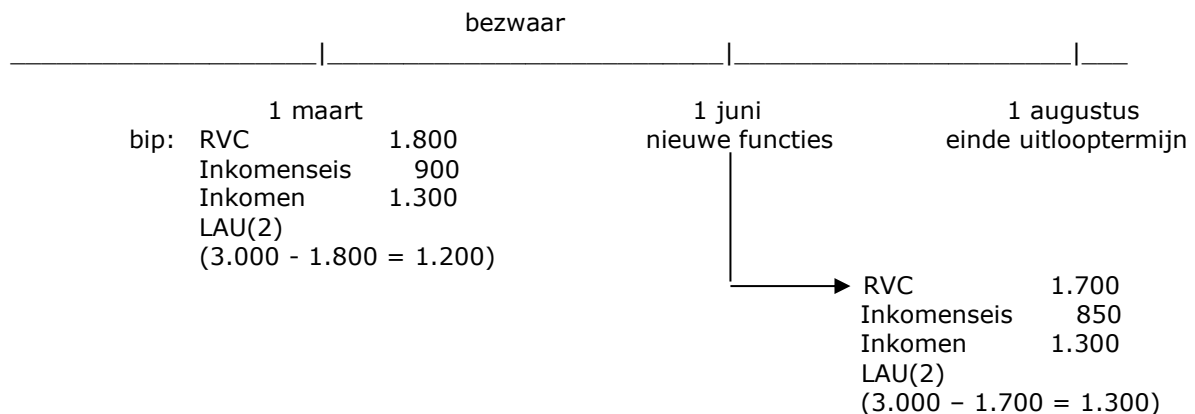 bezwaar
1 maart 1 juni 1 augustus
bip: RVC 1.800 nieuwe functies einde uitlooptermijn
Inkomenseis 900
Inkomen 1.300
LAU(2)
(3.000 - 1.800 = 1.200)
RVC 1.700
Inkomenseis 850
Inkomen 1.300
LAU(2)
(3.000 – 1.700 = 1.300)